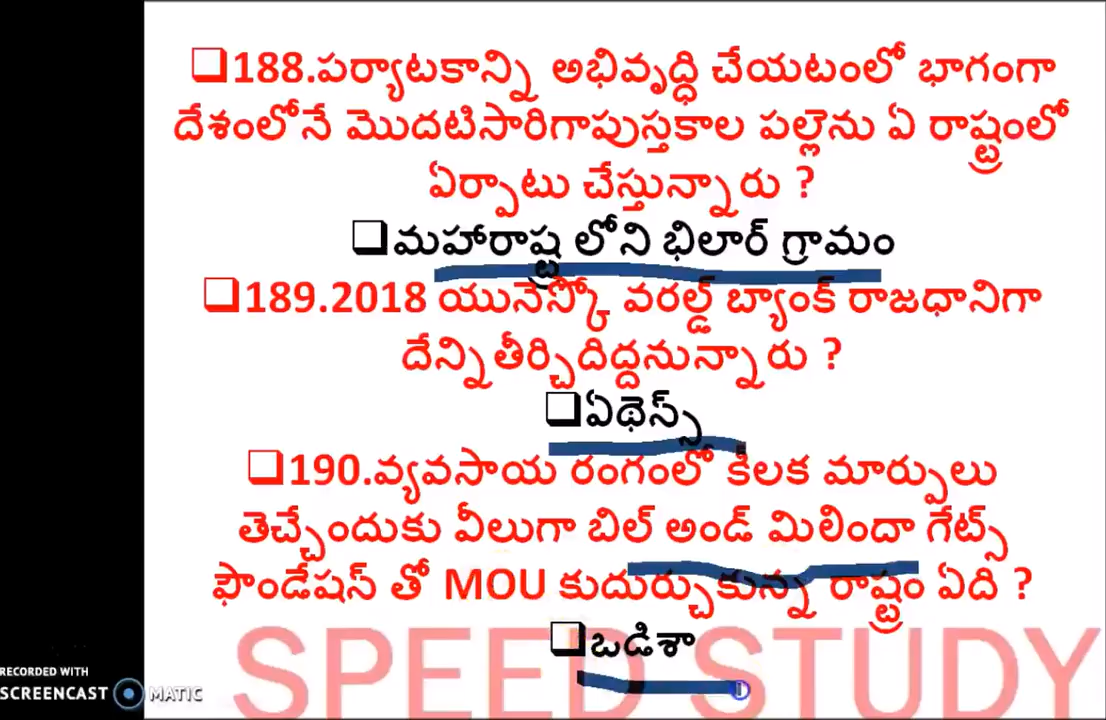 ❑188.పర్యాటకాన్ని అభివృద్ధి చేయటంలో భాగంగా
దేశంలోనే మొదటిసారిగాపుస్తకాల పల్లెను ఏ రాష్ట్రంలో
ఏర్పాటు చేస్తున్నారు ?
❑మహారాష్ట్ర లోని భిలార్ గ్రామం
❑189.2018 యునెస్కో వరల్డ్ బ్యాంక్ రాజధానిగా
దేన్నితీర్చిదిద్దనున్నారు ?
❑ఏథెన్స్
❑190.వ్యవసాయ రంగంలో కీలక మార్పులు
తెచ్చేందుకు వీలుగా బిల్ అండ్ మిలిందా గేట్స్
ఫౌండేషన్ తో MOU కుదుర్చుకున్న రాష్ట్రం ఏది ?
❑ఒడిశా
SPEED STUDY
RECORDED WITH
SCREENCAST MATIC